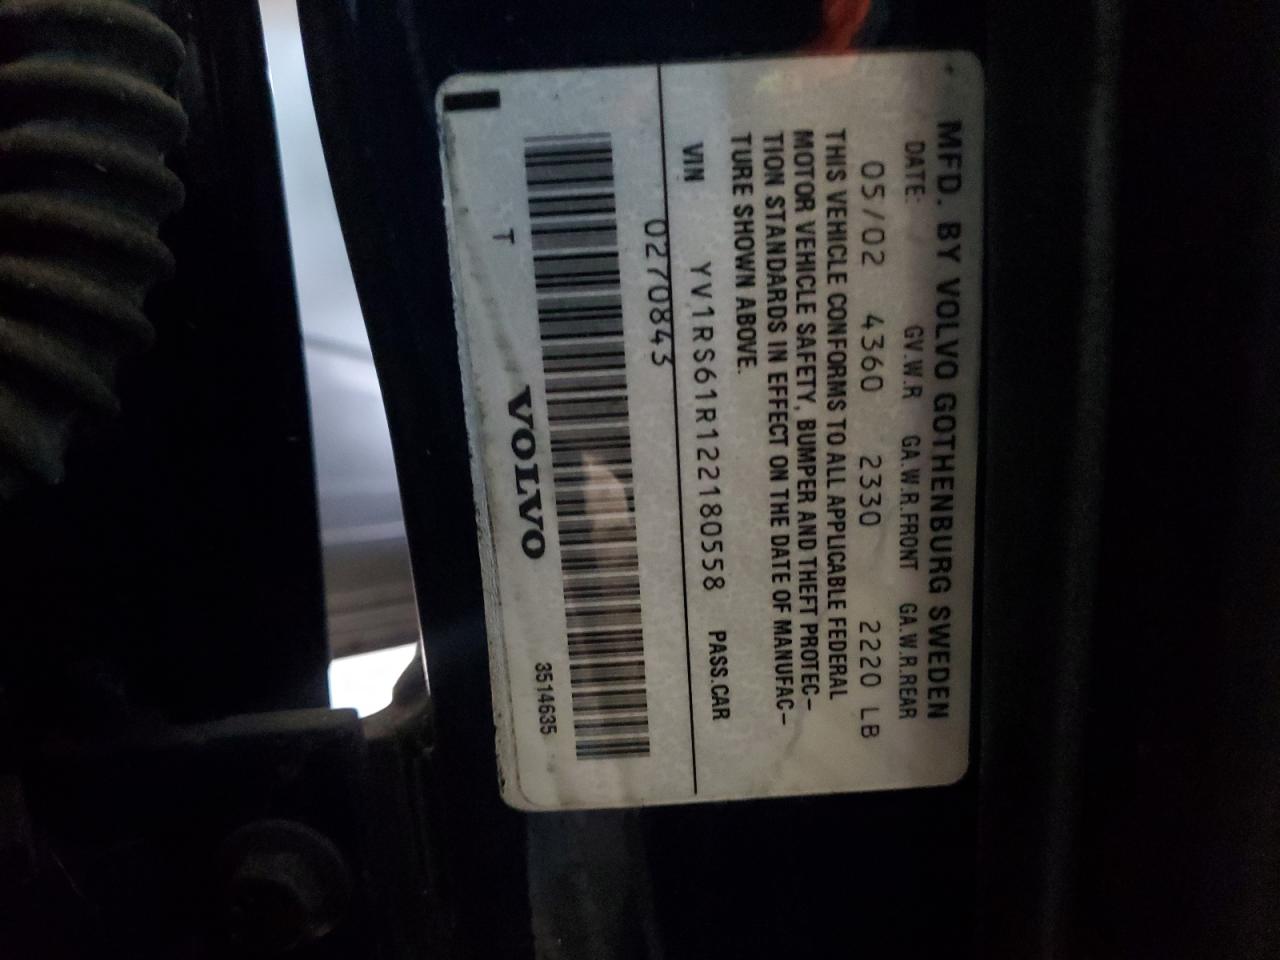 MFD. BY VOLVO GOTHENBURG SWEDEN
DATE: GV.W.R GA.W.R.FRONT GA.W.R.REAR
05/02 4360 2330 2220 LB
THIS VEHICLE CONFORMS TO ALL APPLICABLE FEDERAL
MOTOR VEHICLE SAFETY, BUMPER AND THEFT PROTEC-
TION STANDARDS IN EFFECT ON THE DATE OF MANUFAC-
TURE SHOWN ABOVE.
VIN YV1RS61R122180558 PASS.CAR
0270843
T VOLVO 3514635